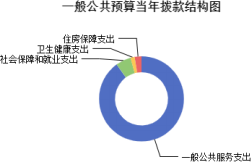 一般公共预算当年拨款结构图
住房保障支出
卫生健康支出
社会保障和就业支出
一般公共服务支出